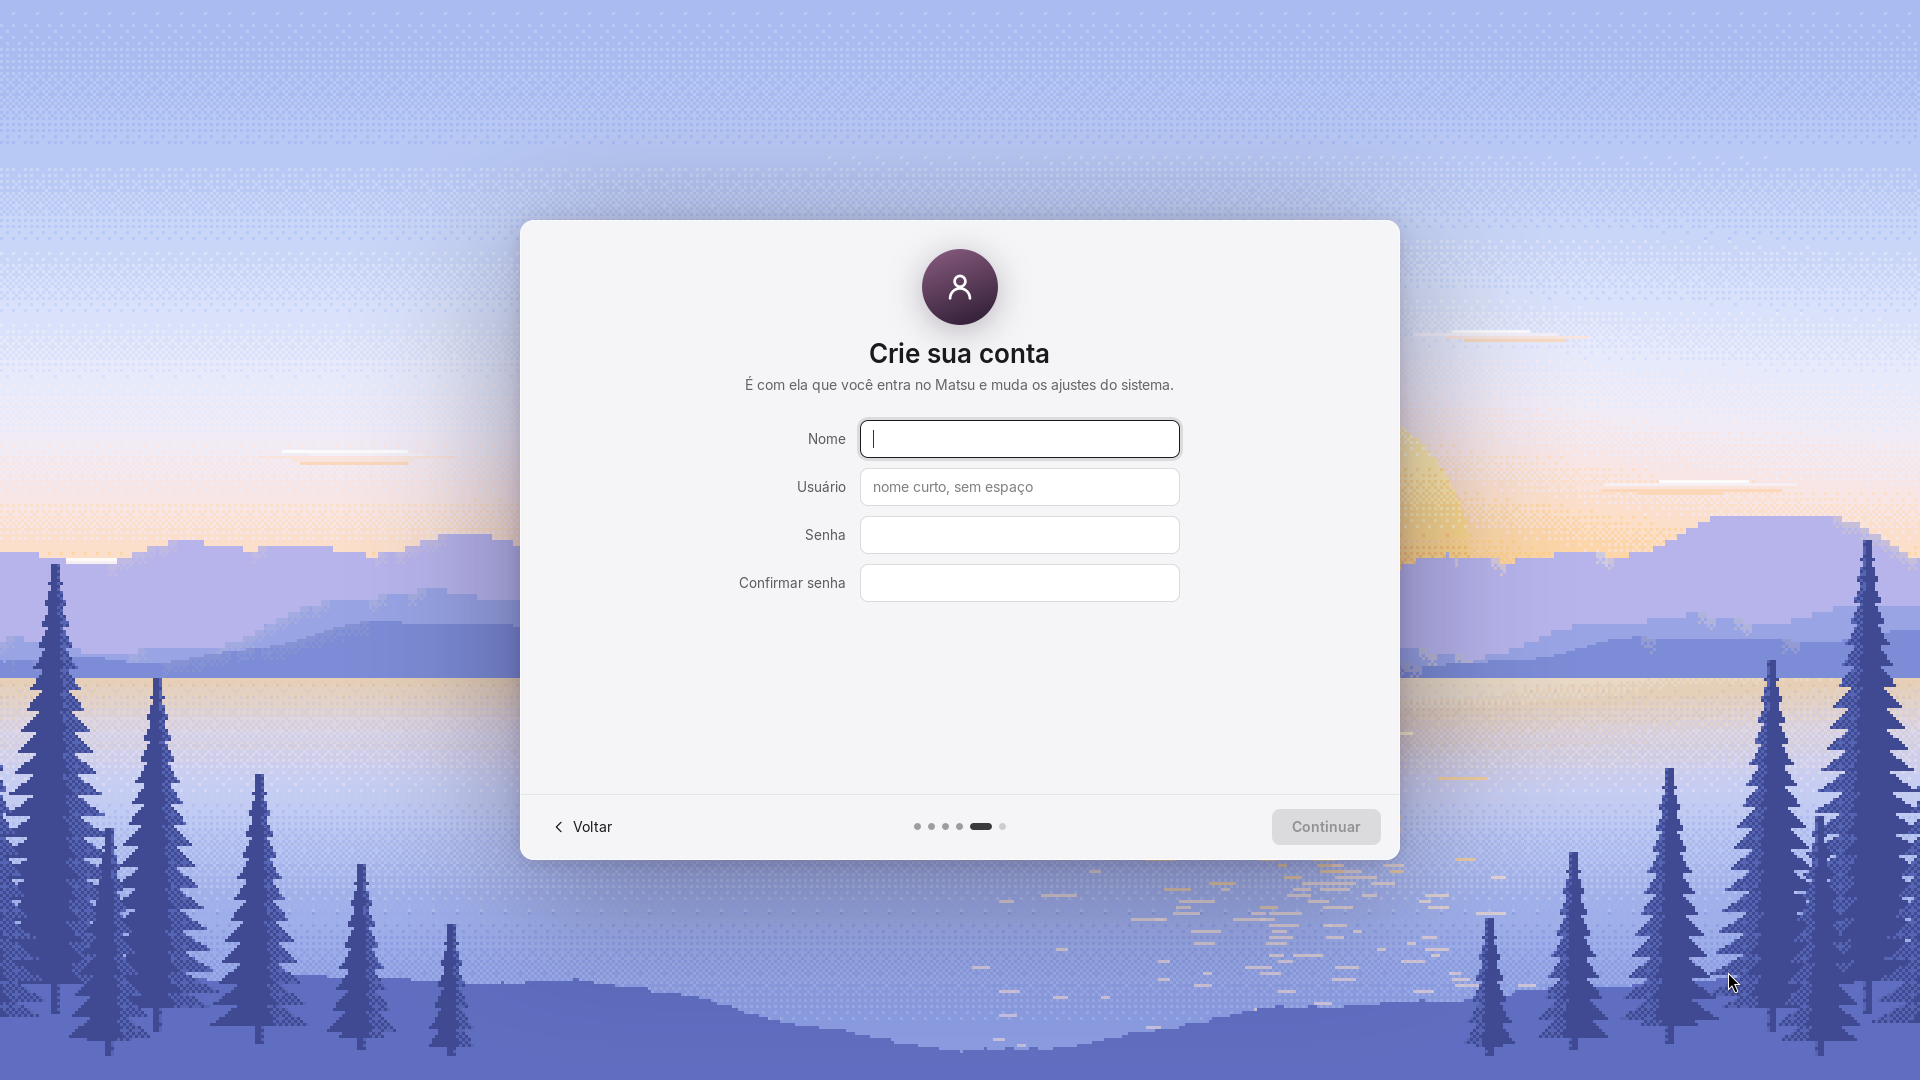 Crie sua conta
É com ela que você entra no Matsu e muda os ajustes do sistema.
Nome
Usuário
nome curto, sem espaço
Senha
Confirmar senha
Voltar
Continuar